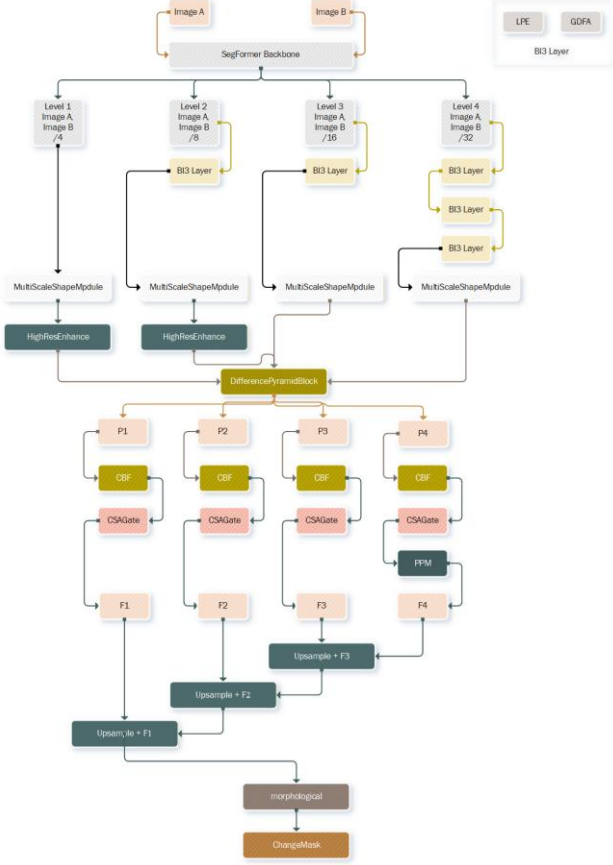 Image A
Image B
LPE
GDFA
BI3 Layer
SegFormer Backbone
Level 1
Image A,
Image B
/4
Level 2
Image A,
Image B
/8
Level 3
Image A,
Image B
/16
Level 4
Image A,
Image B
/32
BI3 Layer
BI3 Layer
BI3 Layer
BI3 Layer
BI3 Layer
MultiScaleShapeMpdule
MultiScaleShapeMpdule
MultiScaleShapeMpdule
MultiScaleShapeMpdule
HighResEnhance
HighResEnhance
DifferencePyramidBlock
P1
P2
P3
P4
CBF
CBF
CBF
CBF
CSAGate
CSAGate
CSAGate
CSAGate
PPM
F1
F2
F3
F4
Upsample + F3
Upsample + F2
Upsample + F1
morphological
ChangeMask